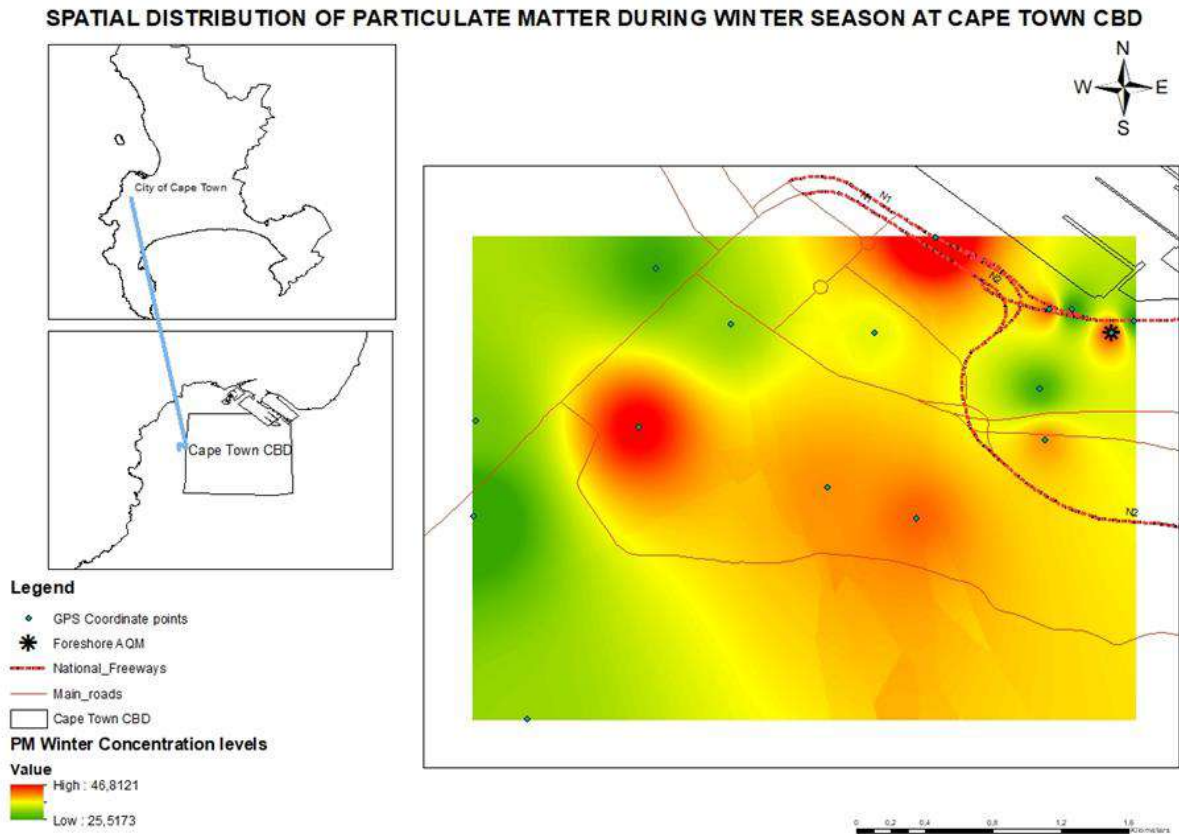 SPATIAL DISTRIBUTION OF PARTICULATE MATTER DURING WINTER SEASON AT CAPE TOWN CBD
N
W E
S
City of Cape Town
Cape Town CBD
N1
N1
N2
N2
Legend
GPS Coordinate points
Foreshore AQM
National_Freeways
Main_roads
Cape Town CBD
PM Winter Concentration levels
Value
High : 46,8121
Low : 25,5173
0 0,2 0,4 0,8 1,2 1,6
Kilometers